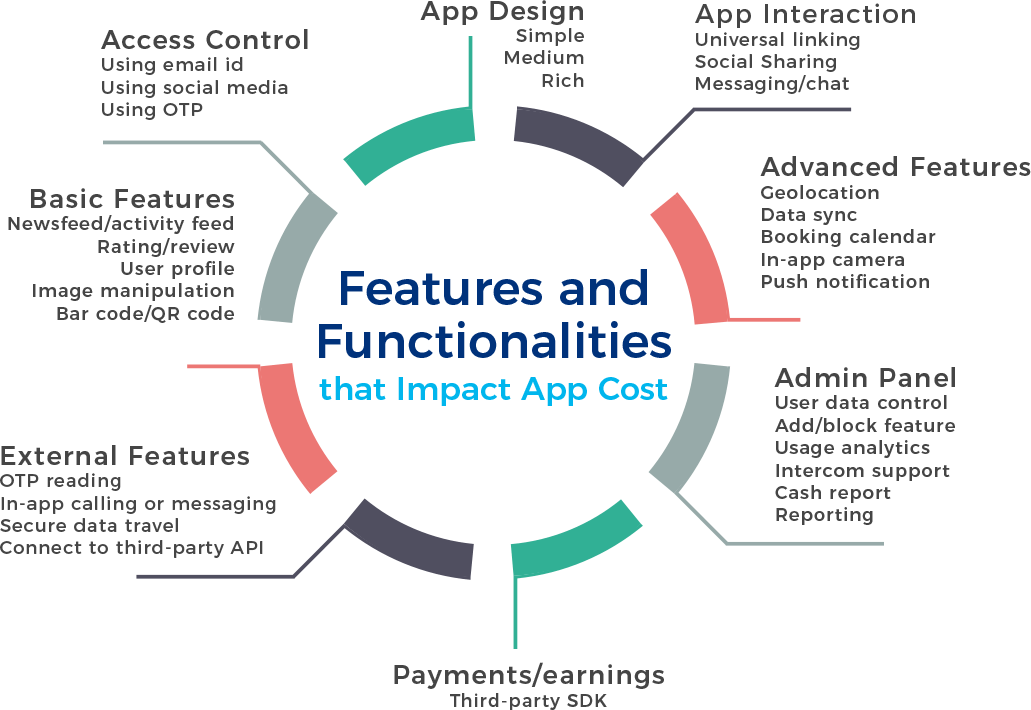 App Design
Simple
Medium
Rich
App Interaction
Universal linking
Social Sharing
Messaging/chat
Access Control
Using email id
Using social media
Using OTP
Advanced Features
Geolocation
Data sync
Booking calendar
In-app camera
Push notification
Basic Features
Newsfeed/activity feed
Rating/review
User profile
Image manipulation
Bar code/QR code
Features and
Functionalities
that Impact App Cost
Admin Panel
User data control
Add/block feature
Usage analytics
Intercom support
Cash report
Reporting
External Features
OTP reading
In-app calling or messaging
Secure data travel
Connect to third-party API
Payments/earnings
Third-party SDK